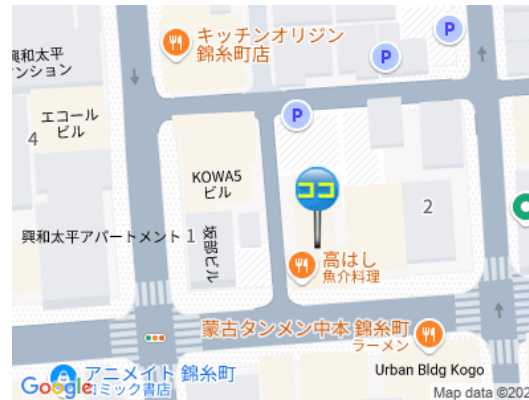 キッチンオリジン
錦糸町店
P
P
興和太平
マンション
エコール
ビル
4
P
KOWA5
ビル
ココ
2
興和太平アパートメント 1
坂部ビル
高はし
魚介料理
蒙古タンメン中本 錦糸町
ラーメン
アニメイト 錦糸町
コミック書店
Urban Bldg Kogo
Google
Map data ©202